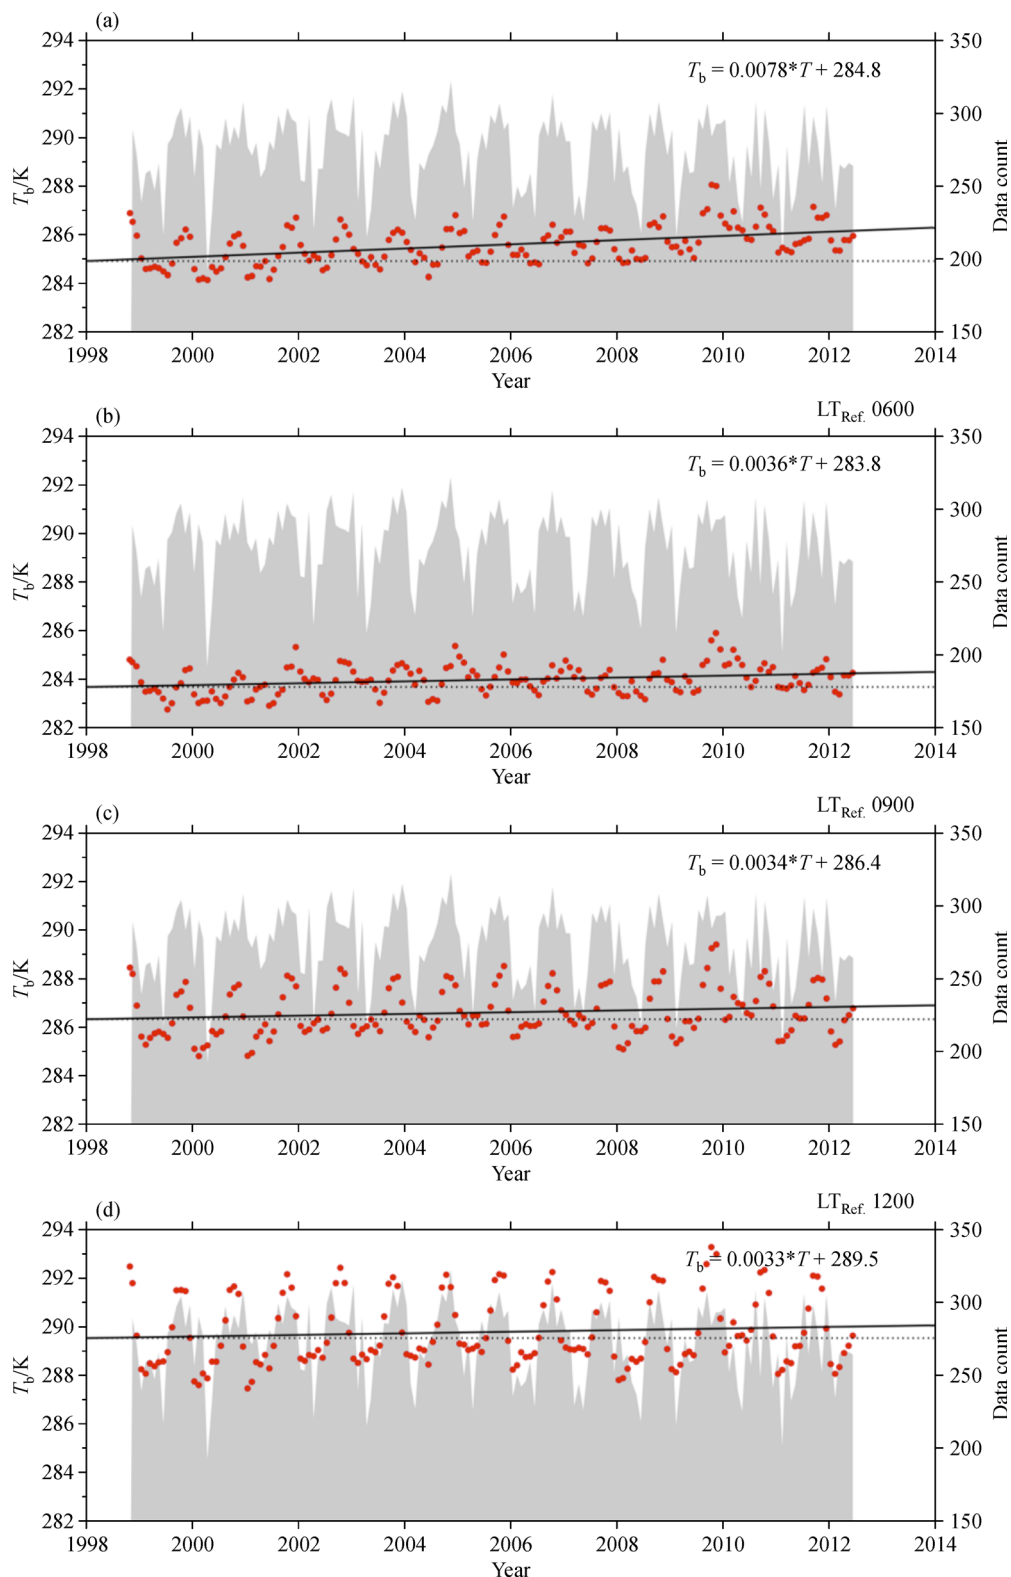 (a)
294 350
T_b = 0.0078*T + 284.8
292
290 300
T_b/K 288 250 Data count
286
284 200
282 150
1998 2000 2002 2004 2006 2008 2010 2012 2014
Year
(b) LT_Ref. 0600
294 350
T_b = 0.0036*T + 283.8
292
290 300
T_b/K 288 250 Data count
286
284 200
282 150
1998 2000 2002 2004 2006 2008 2010 2012 2014
Year
(c) LT_Ref. 0900
294 350
T_b = 0.0034*T + 286.4
292
290 300
T_b/K 288 250 Data count
286
284 200
282 150
1998 2000 2002 2004 2006 2008 2010 2012 2014
Year
(d) LT_Ref. 1200
294 350
T_b = 0.0033*T + 289.5
292
290 300
T_b/K 288 250 Data count
286
284 200
282 150
1998 2000 2002 2004 2006 2008 2010 2012 2014
Year